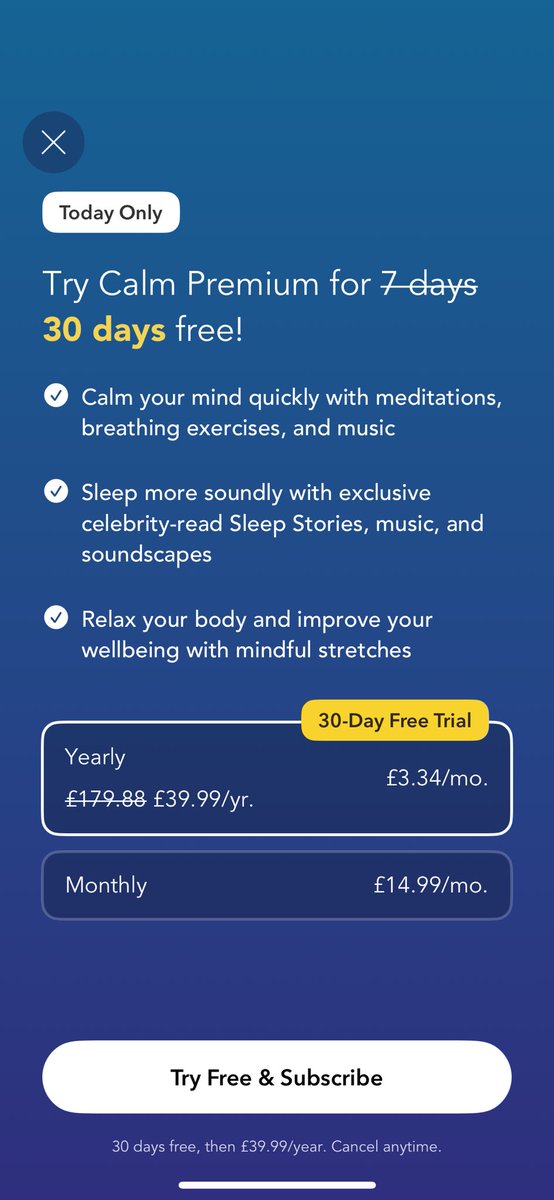 Today Only
Try Calm Premium for 7 days
30 days free!
Calm your mind quickly with meditations,
breathing exercises, and music
Sleep more soundly with exclusive
celebrity-read Sleep Stories, music, and
soundscapes
Relax your body and improve your
wellbeing with mindful stretches
30-Day Free Trial
Yearly
£179.88 £39.99/yr.
£3.34/mo.
Monthly
£14.99/mo.
Try Free & Subscribe
30 days free, then £39.99/year. Cancel anytime.